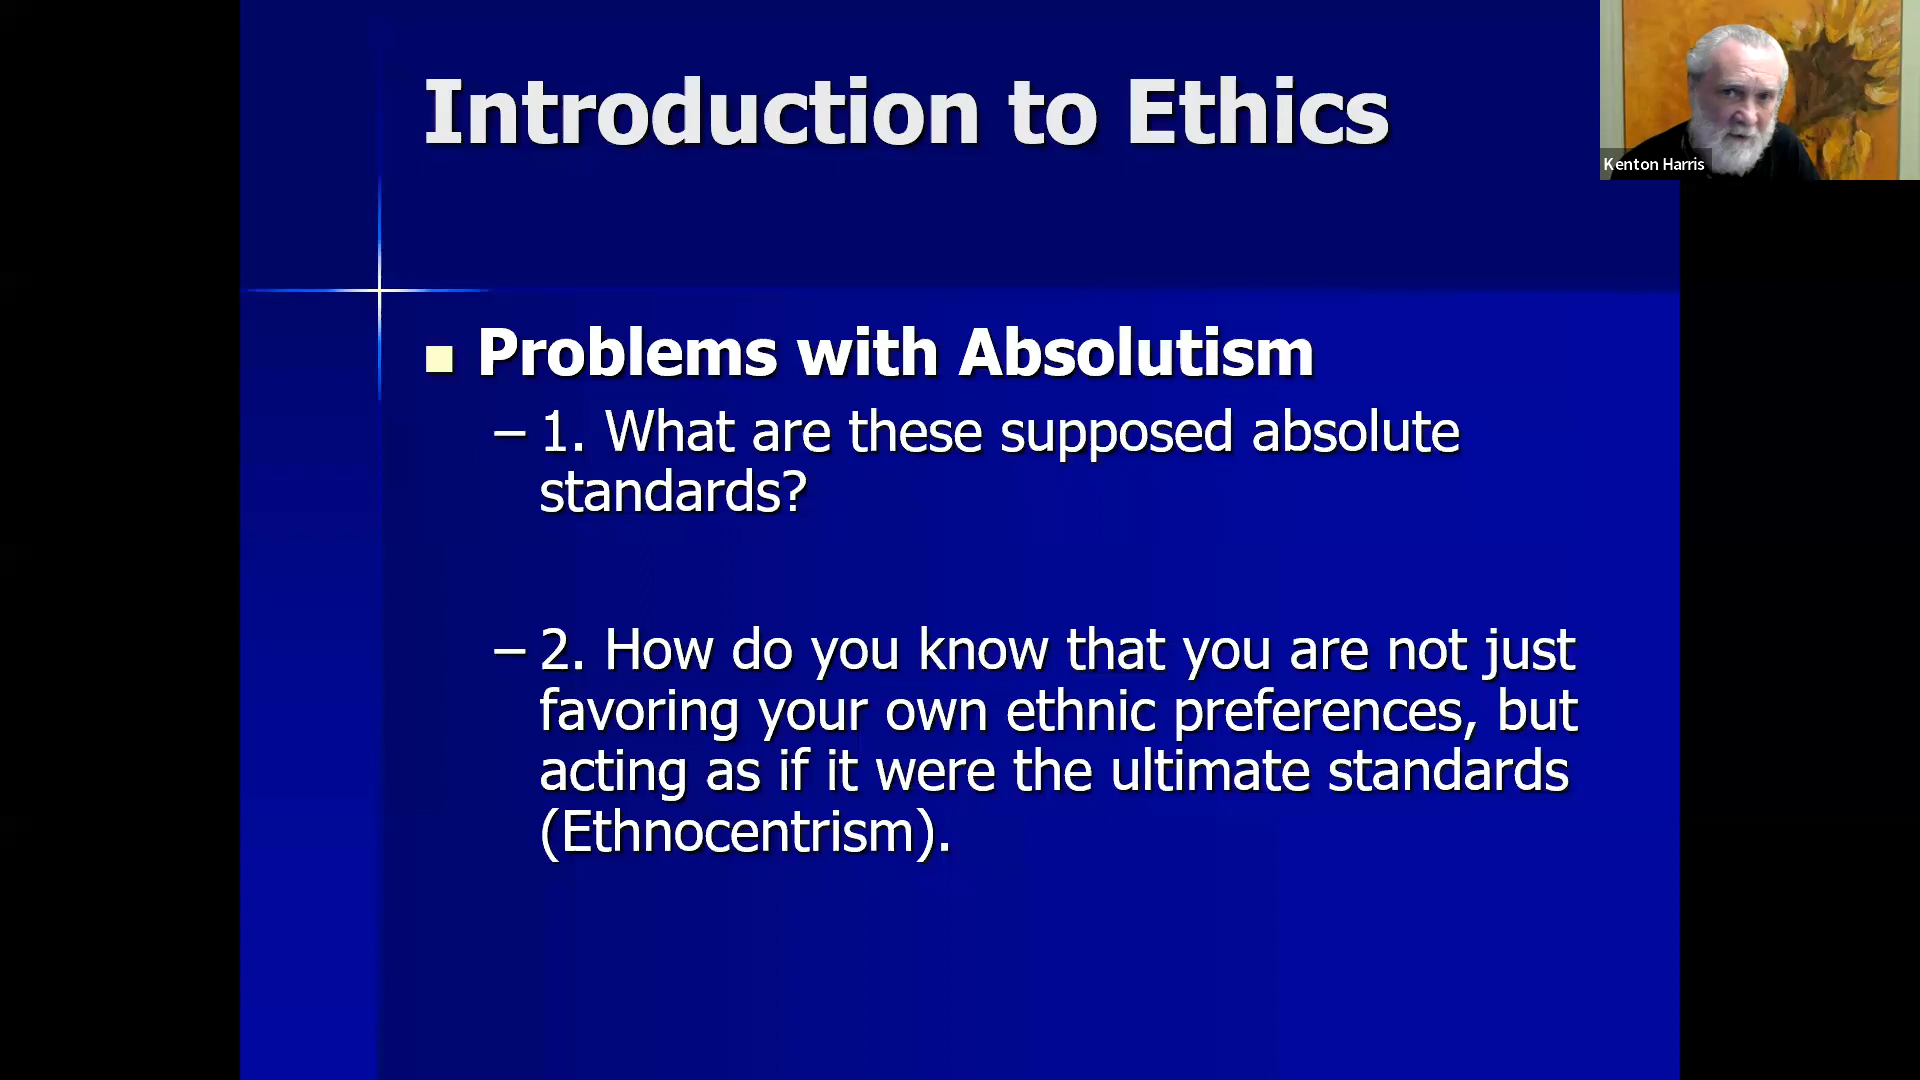 Introduction to Ethics
Kenton Harris
Problems with Absolutism
– 1. What are these supposed absolute
standards?
– 2. How do you know that you are not just
favoring your own ethnic preferences, but
acting as if it were the ultimate standards
(Ethnocentrism).